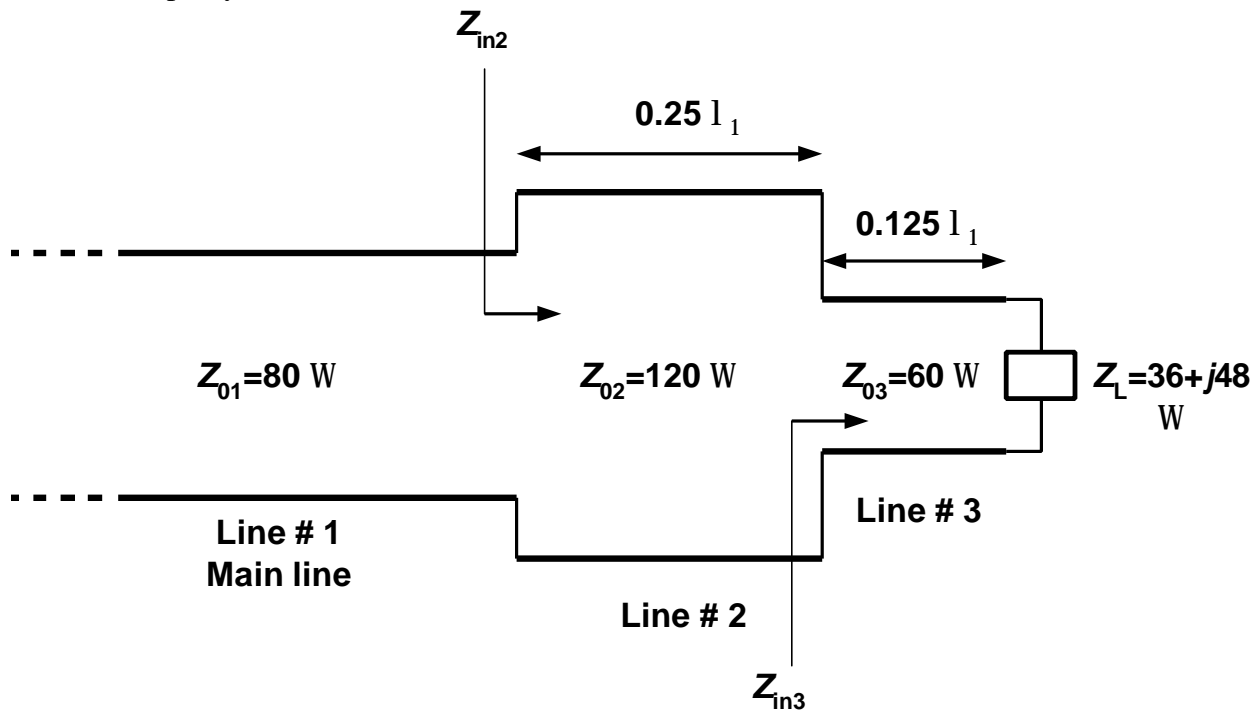 Z_in2
0.25 l_1
0.125 l_1
Z_01=80 W
Z_02=120 W
Z_03=60 W
Z_L=36+j48
W
Line # 1
Main line
Line # 3
Line # 2
Z_in3